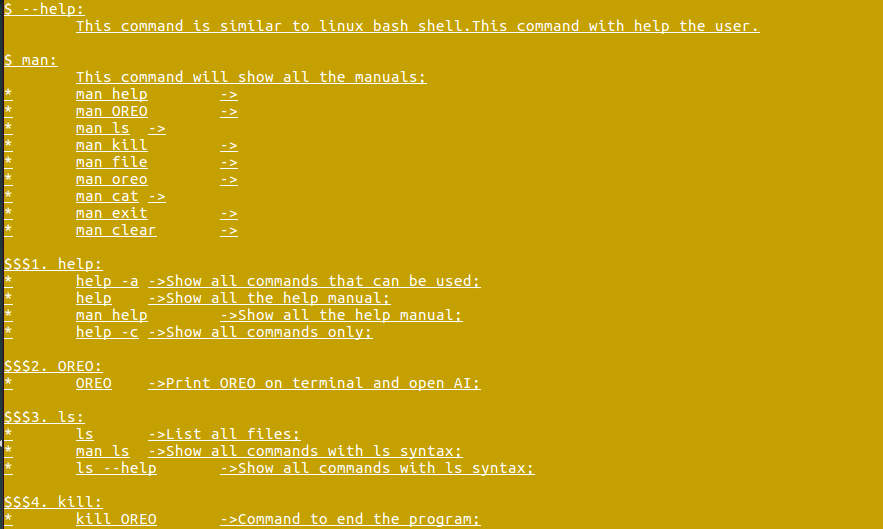 $ --help:
This command is similar to linux bash shell.This command with help the user.
$ man:
This command will show all the manuals;
* man help ->
* man OREO ->
* man ls ->
* man kill ->
* man file ->
* man oreo ->
* man cat ->
* man exit ->
* man clear ->
$$$1. help:
* help -a ->Show all commands that can be used;
* help ->Show all the help manual;
* man help ->Show all the help manual;
* help -c ->Show all commands only;
$$$2. OREO:
* OREO ->Print OREO on terminal and open AI;
$$$3. ls:
* ls ->List all files;
* man ls ->Show all commands with ls syntax;
* ls --help ->Show all commands with ls syntax;
$$$4. kill:
* kill OREO ->Command to end the program;